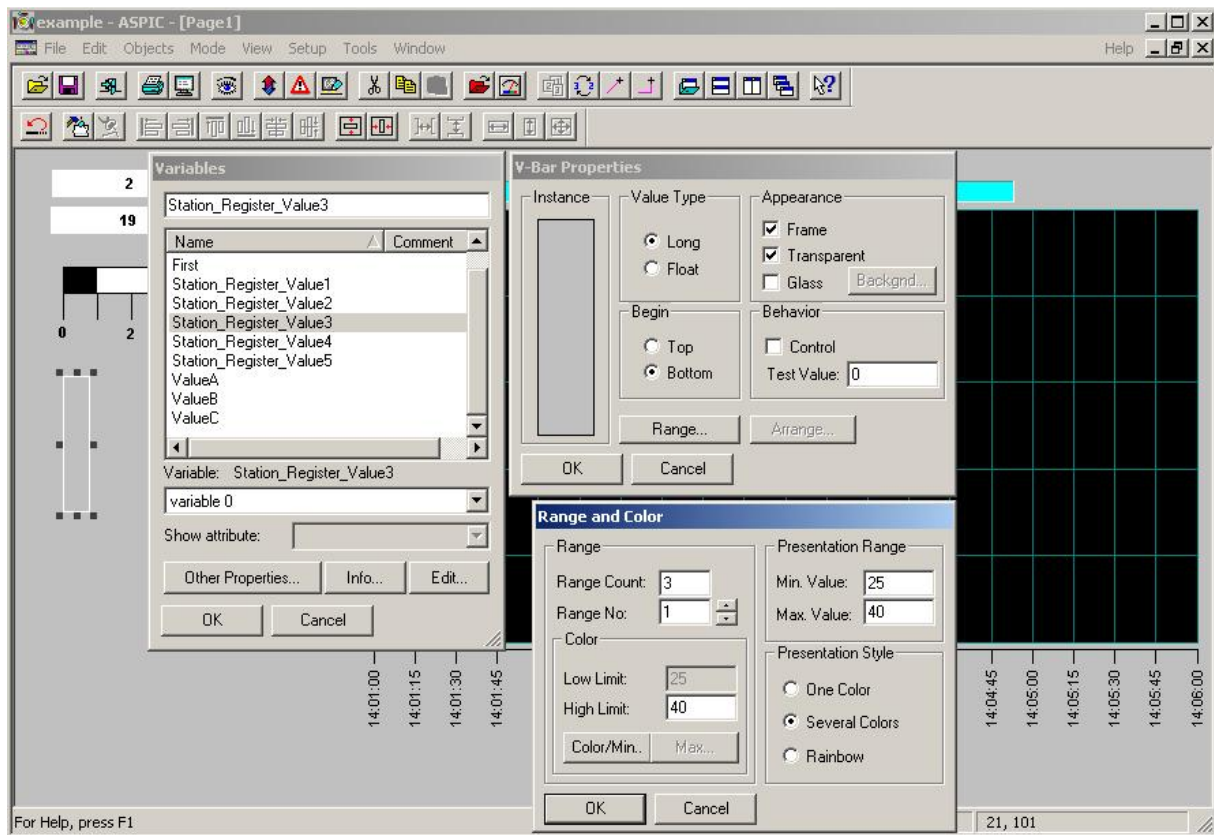 example - ASPIC - [Page1]
File Edit Objects Mode View Setup Tools Window Help
2
19
0 2
Variables
Station_Register_Value3
Name Comment
First
Station_Register_Value1
Station_Register_Value2
Station_Register_Value3
Station_Register_Value4
Station_Register_Value5
ValueA
ValueB
ValueC
Variable: Station_Register_Value3
variable 0
Show attribute:
Other Properties... Info... Edit...
OK Cancel
V-Bar Properties
Instance
Value Type
Long
Float
Appearance
Frame
Transparent
Glass Backgnd...
Begin
Top
Bottom
Behavior
Control
Test Value: 0
Range... Arrange...
OK Cancel
Range and Color
Range
Range Count: 3
Range No: 1
Color
Low Limit: 25
High Limit: 40
Color/Min.. Max...
Presentation Range
Min. Value: 25
Max. Value: 40
Presentation Style
One Color
Several Colors
Rainbow
OK Cancel
14:01:00
14:01:15
14:01:30
14:01:45
14:04:45
14:05:00
14:05:15
14:05:30
14:05:45
14:06:00
For Help, press F1
21, 101